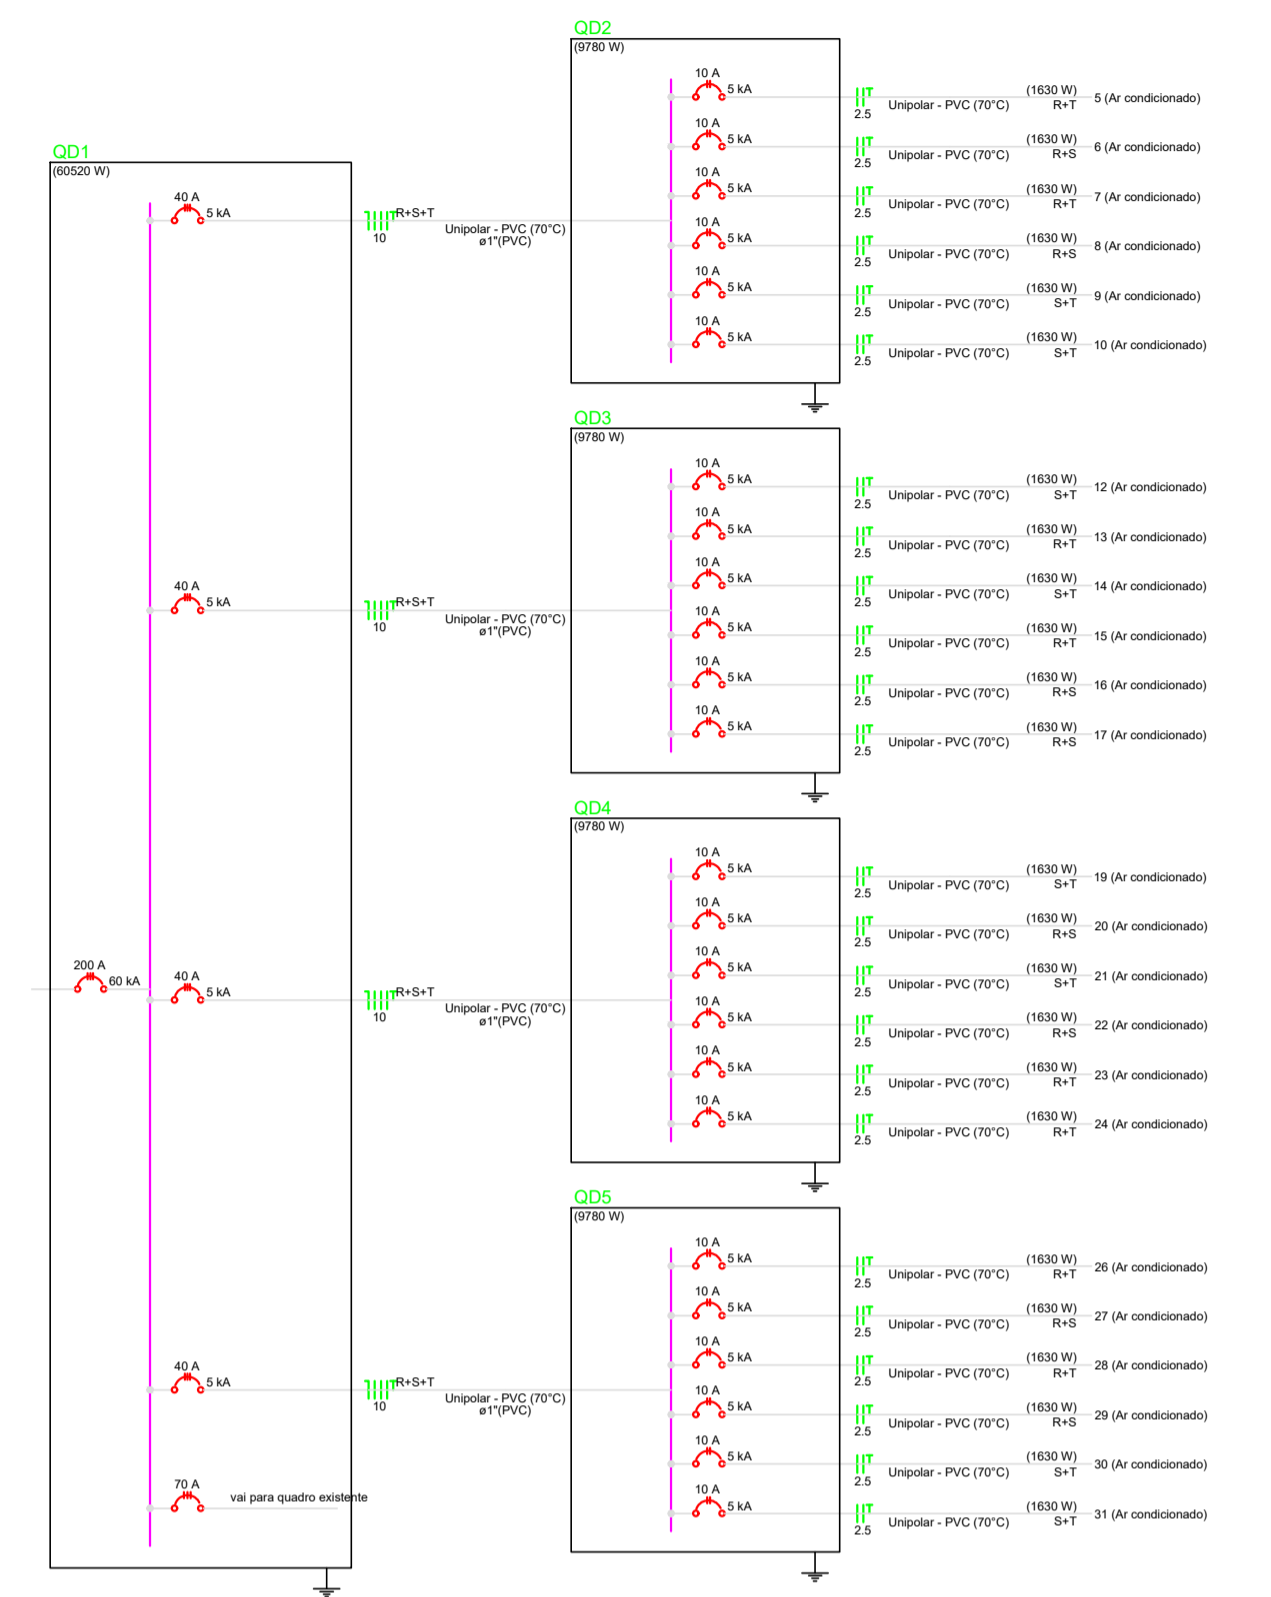 QD1
(60520 W)
40 A
5 kA
R+S+T
10
Unipolar - PVC (70°C)
ø1"(PVC)
40 A
5 kA
R+S+T
10
Unipolar - PVC (70°C)
ø1"(PVC)
200 A
60 kA
40 A
5 kA
R+S+T
10
Unipolar - PVC (70°C)
ø1"(PVC)
40 A
5 kA
R+S+T
10
Unipolar - PVC (70°C)
ø1"(PVC)
70 A
vai para quadro existente
QD2
(9780 W)
10 A
5 kA
T
2.5
Unipolar - PVC (70°C)
(1630 W)
R+T
5 (Ar condicionado)
10 A
5 kA
T
2.5
Unipolar - PVC (70°C)
(1630 W)
R+S
6 (Ar condicionado)
10 A
5 kA
T
2.5
Unipolar - PVC (70°C)
(1630 W)
R+T
7 (Ar condicionado)
10 A
5 kA
T
2.5
Unipolar - PVC (70°C)
(1630 W)
R+S
8 (Ar condicionado)
10 A
5 kA
T
2.5
Unipolar - PVC (70°C)
(1630 W)
S+T
9 (Ar condicionado)
10 A
5 kA
T
2.5
Unipolar - PVC (70°C)
(1630 W)
S+T
10 (Ar condicionado)
QD3
(9780 W)
10 A
5 kA
T
2.5
Unipolar - PVC (70°C)
(1630 W)
S+T
12 (Ar condicionado)
10 A
5 kA
T
2.5
Unipolar - PVC (70°C)
(1630 W)
R+T
13 (Ar condicionado)
10 A
5 kA
T
2.5
Unipolar - PVC (70°C)
(1630 W)
S+T
14 (Ar condicionado)
10 A
5 kA
T
2.5
Unipolar - PVC (70°C)
(1630 W)
R+T
15 (Ar condicionado)
10 A
5 kA
T
2.5
Unipolar - PVC (70°C)
(1630 W)
R+S
16 (Ar condicionado)
10 A
5 kA
T
2.5
Unipolar - PVC (70°C)
(1630 W)
R+S
17 (Ar condicionado)
QD4
(9780 W)
10 A
5 kA
T
2.5
Unipolar - PVC (70°C)
(1630 W)
S+T
19 (Ar condicionado)
10 A
5 kA
T
2.5
Unipolar - PVC (70°C)
(1630 W)
R+S
20 (Ar condicionado)
10 A
5 kA
T
2.5
Unipolar - PVC (70°C)
(1630 W)
S+T
21 (Ar condicionado)
10 A
5 kA
T
2.5
Unipolar - PVC (70°C)
(1630 W)
R+S
22 (Ar condicionado)
10 A
5 kA
T
2.5
Unipolar - PVC (70°C)
(1630 W)
R+T
23 (Ar condicionado)
10 A
5 kA
T
2.5
Unipolar - PVC (70°C)
(1630 W)
R+T
24 (Ar condicionado)
QD5
(9780 W)
10 A
5 kA
T
2.5
Unipolar - PVC (70°C)
(1630 W)
R+T
26 (Ar condicionado)
10 A
5 kA
T
2.5
Unipolar - PVC (70°C)
(1630 W)
R+S
27 (Ar condicionado)
10 A
5 kA
T
2.5
Unipolar - PVC (70°C)
(1630 W)
R+T
28 (Ar condicionado)
10 A
5 kA
T
2.5
Unipolar - PVC (70°C)
(1630 W)
R+S
29 (Ar condicionado)
10 A
5 kA
T
2.5
Unipolar - PVC (70°C)
(1630 W)
S+T
30 (Ar condicionado)
10 A
5 kA
T
2.5
Unipolar - PVC (70°C)
(1630 W)
S+T
31 (Ar condicionado)